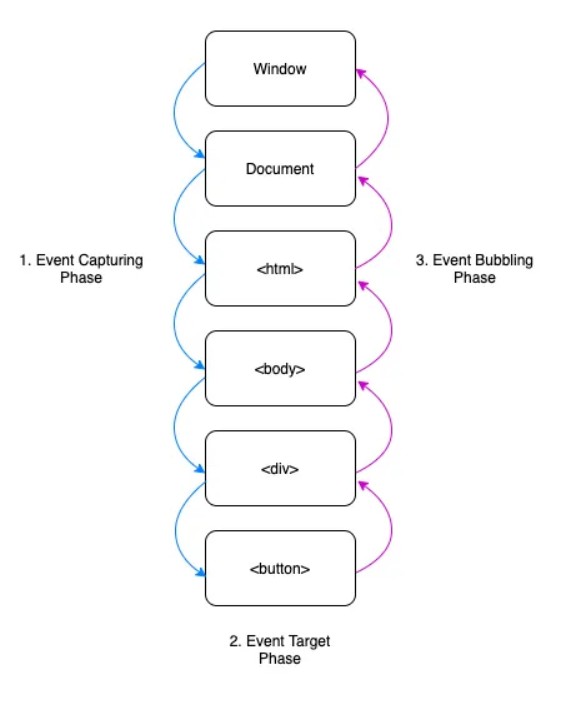 Window
Document
1. Event Capturing
Phase
<html>
3. Event Bubbling
Phase
<body>
<div>
<button>
2. Event Target
Phase